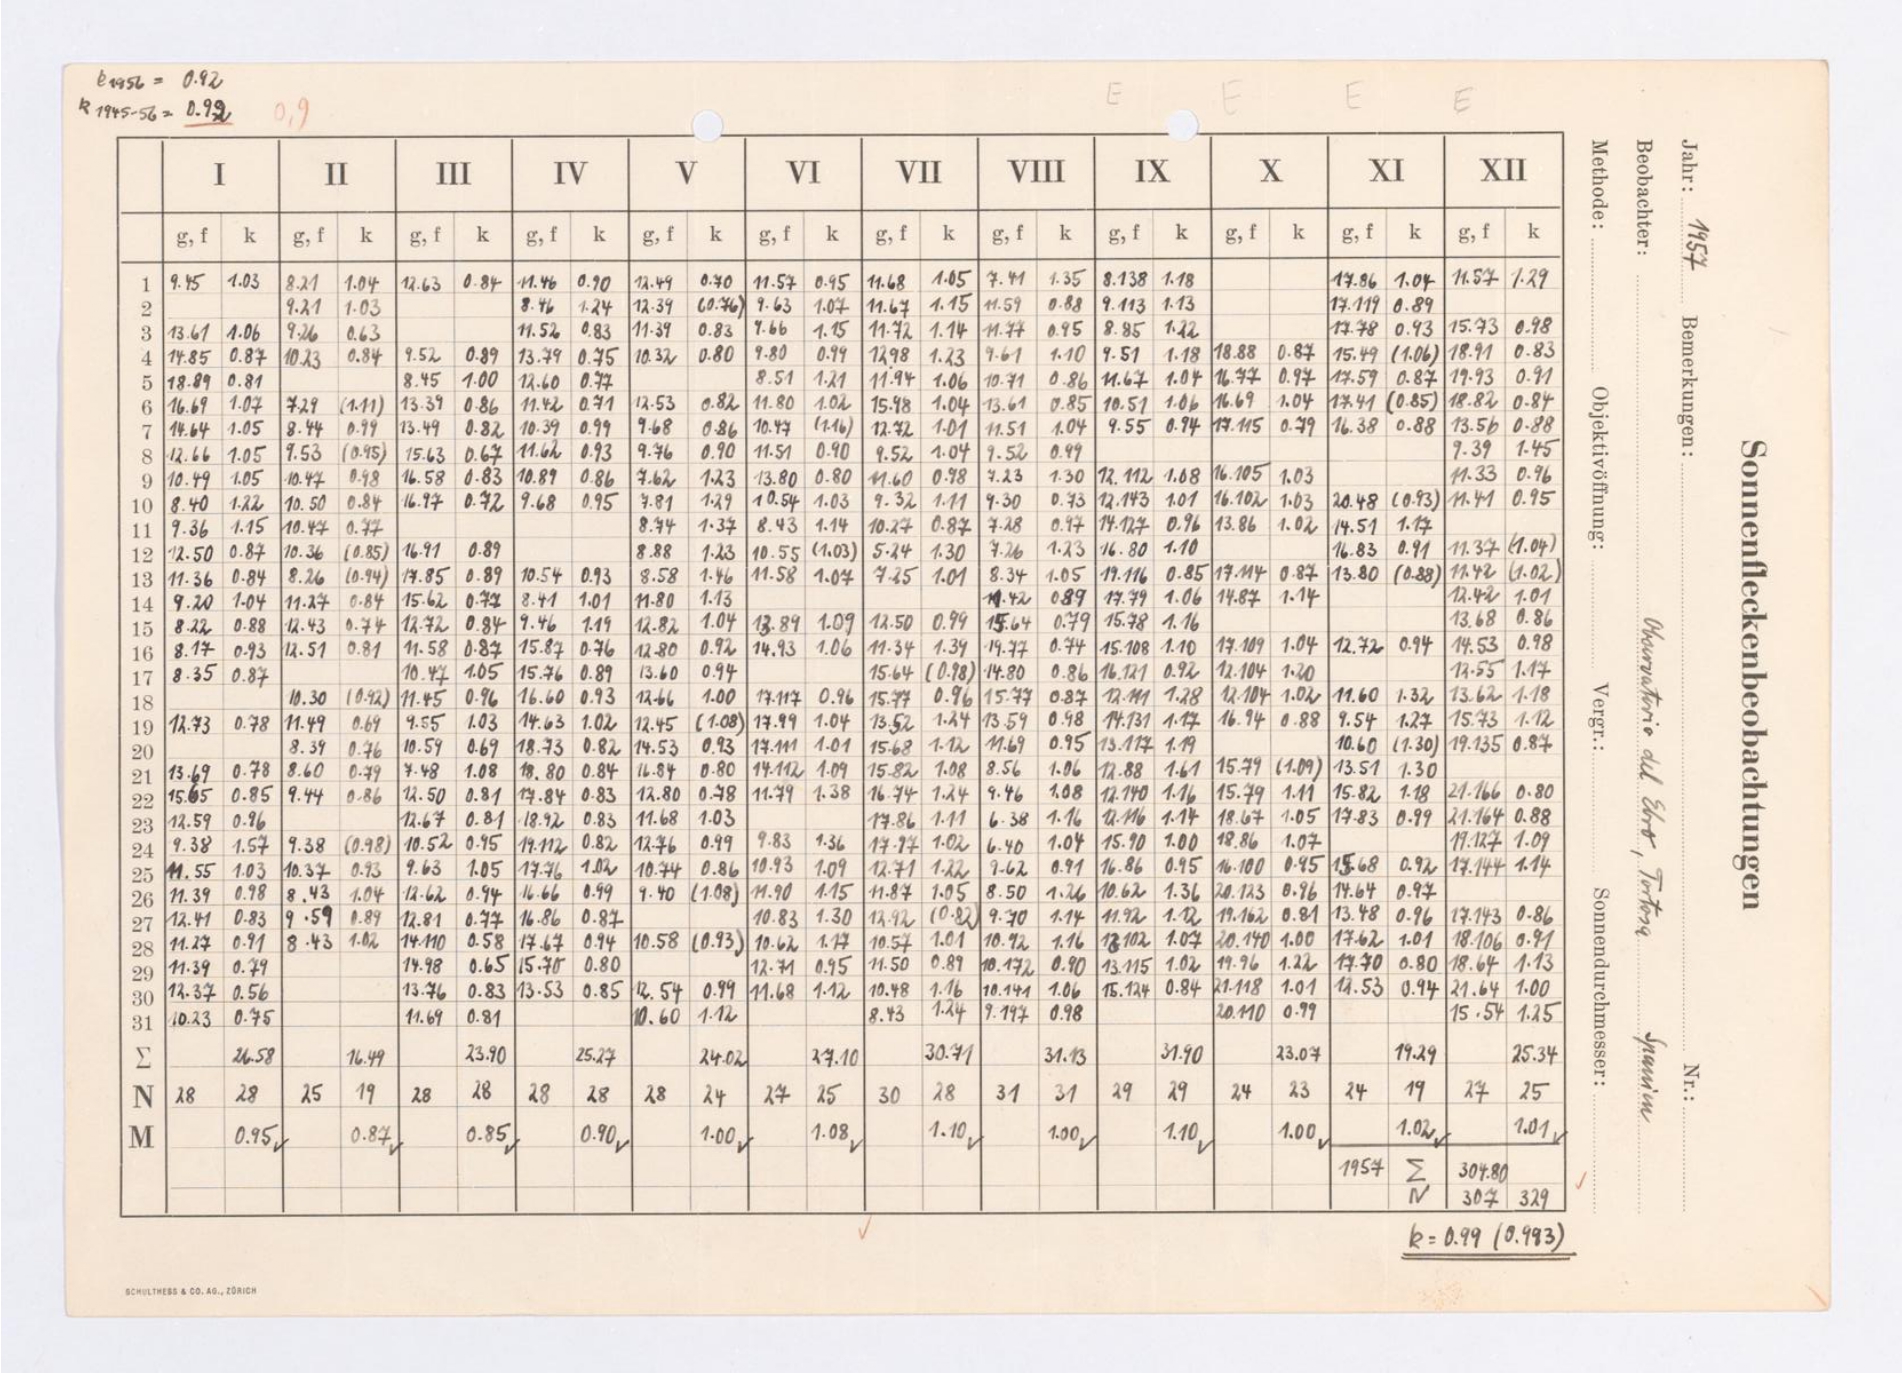 k 1956 = 0.92
k 1945-56 = 0.92 0,9
E E E E
I II III IV V VI VII VIII IX X XI XII
g, f k g, f k g, f k g, f k g, f k g, f k g, f k g, f k g, f k g, f k g, f k g, f k
1 9.45 1.03 8.21 1.04 12.63 0.84 11.46 0.90 12.49 0.70 11.57 0.95 11.68 1.05 7.41 1.35 8.138 1.18 17.86 1.04 11.57 1.29
2 9.21 1.03 8.46 1.24 12.39 (0.76) 9.63 1.07 11.67 1.15 11.59 0.88 9.113 1.13 17.119 0.89
3 13.61 1.06 9.26 0.63 11.52 0.83 11.39 0.83 9.66 1.15 11.72 1.14 11.77 0.95 8.85 1.22 17.78 0.93 15.73 0.98
4 14.85 0.87 10.23 0.84 9.52 0.89 13.79 0.75 10.32 0.80 9.80 0.99 12.98 1.23 9.61 1.10 9.51 1.18 18.88 0.87 15.49 (1.06) 18.91 0.83
5 18.89 0.81 8.45 1.00 12.60 0.77 8.51 1.21 11.94 1.06 10.71 0.86 11.67 1.04 16.77 0.97 17.59 0.87 19.93 0.91
6 16.69 1.07 7.29 (1.11) 13.39 0.86 11.42 0.71 12.53 0.82 11.80 1.02 15.98 1.04 13.61 0.85 10.51 1.06 16.69 1.04 17.41 (0.85) 18.82 0.84
7 14.64 1.05 8.44 0.99 13.49 0.82 10.39 0.99 9.68 0.86 10.47 (1.16) 12.72 1.01 11.51 1.04 9.55 0.94 17.115 0.79 16.38 0.88 13.56 0.88
8 12.66 1.05 9.53 (0.95) 15.63 0.67 11.62 0.93 9.76 0.90 11.51 0.90 9.52 1.04 9.52 0.99 9.39 1.45
9 10.49 1.05 10.47 0.98 16.58 0.83 10.89 0.86 7.62 1.23 13.80 0.80 11.60 0.98 7.23 1.30 12.112 1.08 16.105 1.03 11.33 0.96
10 8.40 1.22 10.50 0.84 16.97 0.72 9.68 0.95 7.81 1.29 10.54 1.03 9.32 1.11 9.30 0.73 12.143 1.01 16.102 1.03 20.48 (0.93) 11.41 0.95
11 9.36 1.15 10.47 0.77 8.74 1.37 8.43 1.14 10.27 0.87 7.28 0.97 14.127 0.96 13.86 1.02 14.51 1.17
12 12.50 0.87 10.36 (0.85) 16.91 0.89 8.88 1.23 10.55 (1.03) 5.24 1.30 7.26 1.23 16.80 1.10 16.83 0.91 11.37 (1.04)
13 11.36 0.84 8.26 (0.94) 17.85 0.89 10.54 0.93 8.58 1.46 11.58 1.07 7.25 1.01 8.34 1.05 19.116 0.85 17.114 0.87 13.80 (0.88) 11.42 (1.02)
14 9.20 1.04 11.27 0.84 15.62 0.77 8.41 1.01 11.80 1.13 11.42 0.89 17.79 1.06 14.87 1.14 12.42 1.01
15 8.22 0.88 12.43 0.74 12.72 0.84 9.46 1.19 12.82 1.04 13.89 1.09 12.50 0.99 15.64 0.79 15.78 1.16 13.68 0.86
16 8.17 0.93 12.51 0.81 11.58 0.87 15.87 0.76 12.80 0.92 14.93 1.06 11.34 1.39 19.77 0.74 15.108 1.10 17.109 1.04 12.72 0.94 14.53 0.98
17 8.35 0.87 10.47 1.05 15.76 0.89 13.60 0.94 15.64 (0.98) 14.80 0.86 16.121 0.92 12.104 1.20 12.55 1.17
18 10.30 (0.92) 11.45 0.96 16.60 0.93 12.66 1.00 17.117 0.96 15.77 0.96 15.77 0.87 12.111 1.28 12.104 1.02 11.60 1.32 13.62 1.18
19 12.73 0.78 11.49 0.69 9.55 1.03 14.63 1.02 12.45 (1.08) 17.99 1.04 13.52 1.24 13.59 0.98 14.131 1.17 16.94 0.88 9.54 1.27 15.73 1.12
20 8.39 0.76 10.59 0.69 18.73 0.82 14.53 0.93 17.111 1.01 15.68 1.12 11.69 0.95 13.117 1.19 10.60 (1.30) 19.135 0.87
21 13.69 0.78 8.60 0.79 7.48 1.08 18.80 0.84 16.84 0.80 14.112 1.09 15.82 1.08 8.56 1.06 12.88 1.61 15.79 (1.09) 13.51 1.30
22 15.65 0.85 9.44 0.86 12.50 0.81 17.84 0.83 12.80 0.78 11.79 1.38 16.74 1.24 9.46 1.08 12.140 1.16 15.79 1.11 15.82 1.18 21.166 0.80
23 12.59 0.96 12.67 0.81 18.92 0.83 11.68 1.03 17.86 1.11 6.38 1.16 12.116 1.14 18.67 1.05 17.83 0.99 21.164 0.88
24 9.38 1.57 9.38 (0.98) 10.52 0.95 19.112 0.82 12.76 0.99 9.83 1.36 17.97 1.02 6.40 1.04 15.90 1.00 18.86 1.07 19.127 1.09
25 11.55 1.03 10.37 0.93 9.63 1.05 17.76 1.02 10.74 0.86 10.93 1.09 12.71 1.22 9.62 0.91 16.86 0.95 16.100 0.95 15.68 0.92 17.144 1.14
26 11.39 0.98 8.43 1.04 12.62 0.94 16.66 0.99 9.40 (1.08) 11.90 1.15 11.87 1.05 8.50 1.26 10.62 1.36 20.123 0.96 14.64 0.97
27 12.41 0.83 9.59 0.89 12.81 0.77 16.86 0.87 10.83 1.30 12.92 (0.82) 9.70 1.14 11.92 1.12 19.162 0.81 13.48 0.96 17.143 0.86
28 11.27 0.91 8.43 1.02 14.110 0.58 17.67 0.94 10.58 (0.93) 10.62 1.17 10.57 1.01 10.92 1.16 12.102 1.07 20.140 1.00 17.62 1.01 18.106 0.91
29 11.39 0.79 14.98 0.65 15.70 0.80 12.71 0.95 11.50 0.89 10.172 0.90 13.115 1.02 19.96 1.22 17.70 0.80 18.64 1.13
30 12.37 0.56 13.76 0.83 13.53 0.85 12.54 0.99 11.68 1.12 10.48 1.16 10.141 1.06 15.124 0.84 21.118 1.01 12.53 0.94 21.64 1.00
31 10.23 0.75 11.69 0.81 10.60 1.12 8.43 1.24 9.197 0.98 20.110 0.99 15.54 1.25
Σ 26.58 16.49 23.90 25.27 24.02 27.10 30.71 31.13 31.90 23.07 19.29 25.34
N 28 28 25 19 28 28 28 28 28 24 27 25 30 28 31 31 29 29 24 23 24 19 27 25
M 0.95 0.87 0.85 0.90 1.00 1.08 1.10 1.00 1.10 1.00 1.02 1.01
1957 Σ 304.80
N 307 329
k = 0.99 (0.993)
SCHULTHESS & CO. AG., ZÜRICH
Sonnenfleckenbeobachtungen
Jahr: 1957 Bemerkungen: Nr.:
Beobachter: Observatorio del Ebro, Tortosa Spanien
Methode: Objektivöffnung: Vergr.: Sonnendurchmesser: